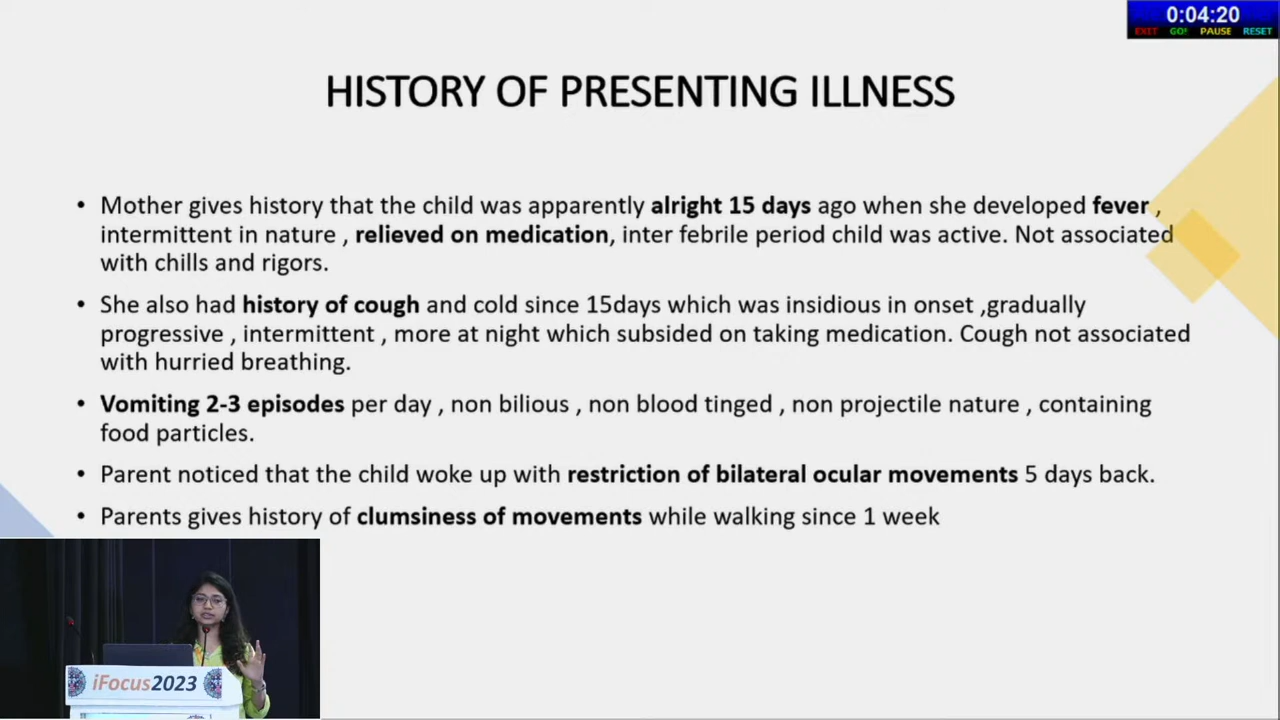 0:04:20
EXIT GO! PAUSE RESET
HISTORY OF PRESENTING ILLNESS
• Mother gives history that the child was apparently alright 15 days ago when she developed fever ,
intermittent in nature , relieved on medication, inter febrile period child was active. Not associated
with chills and rigors.
• She also had history of cough and cold since 15days which was insidious in onset ,gradually
progressive , intermittent , more at night which subsided on taking medication. Cough not associated
with hurried breathing.
• Vomiting 2-3 episodes per day , non bilious , non blood tinged , non projectile nature , containing
food particles.
• Parent noticed that the child woke up with restriction of bilateral ocular movements 5 days back.
• Parents gives history of clumsiness of movements while walking since 1 week
iFocus2023